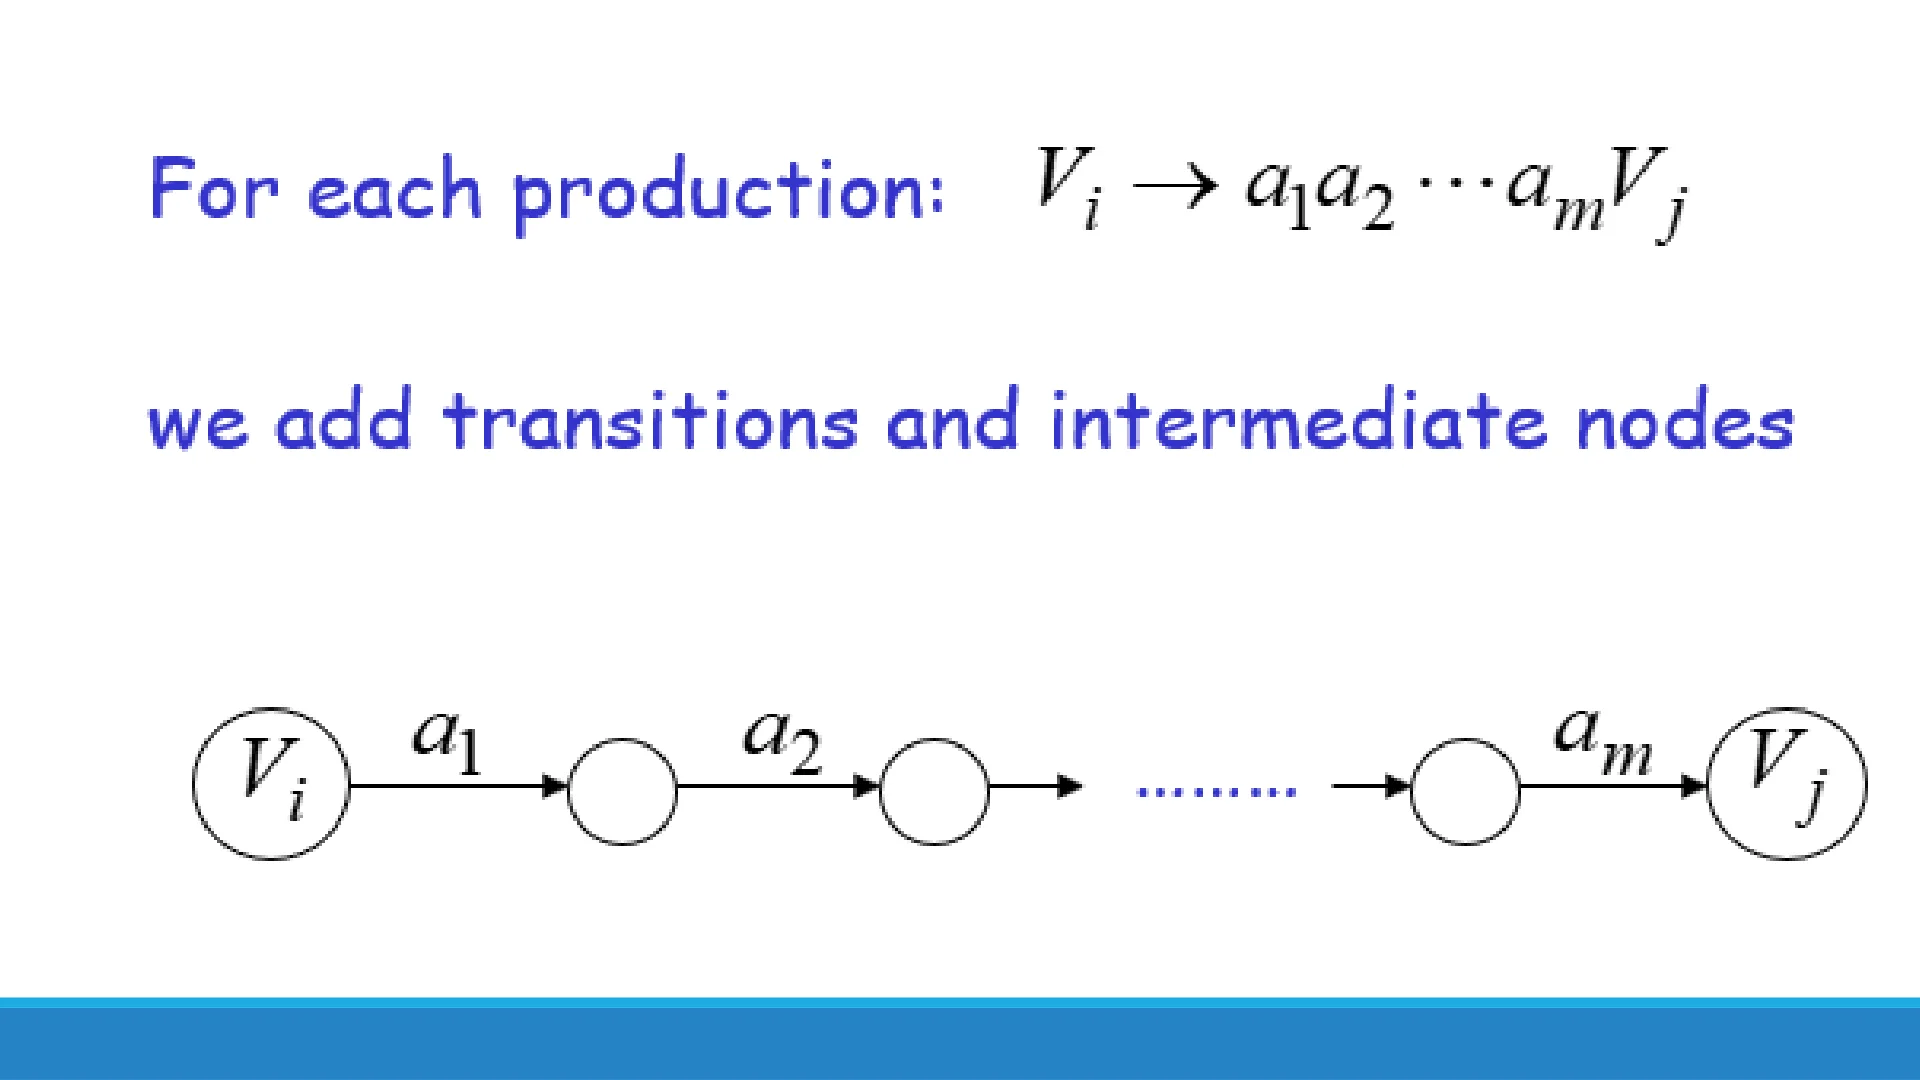 For each production: Vᵢ → a₁a₂ ⋯ aₘVⱼ
we add transitions and intermediate nodes
Vᵢ a₁ a₂ ......... aₘ Vⱼ